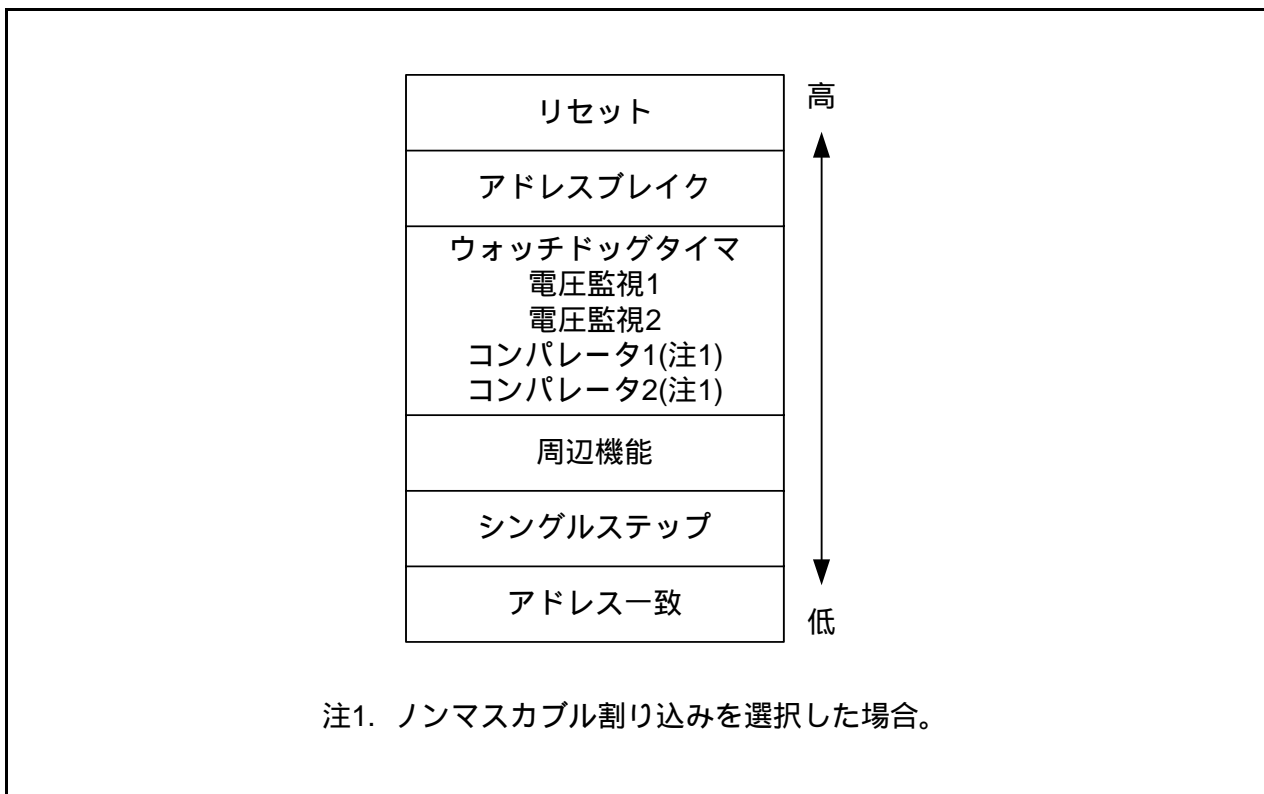 リセット
高
アドレスブレイク
ウォッチドッグタイマ
電圧監視1
電圧監視2
コンパレータ1(注1)
コンパレータ2(注1)
周辺機能
シングルステップ
アドレス一致
低
注1. ノンマスカブル割り込みを選択した場合。